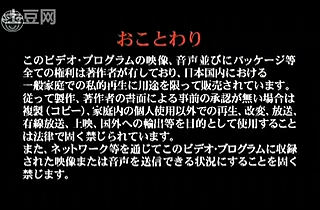 豆网
おことわり
このビデオ・プログラムの映像、音声並びにパッケージ等
全ての権利は著作者が有しており、日本国内における
一般家庭での私的再生に用途を限って販売されています。
従って製作、著作者の書面による事前の承認が無い場合は
複製(コピー)、家庭内の個人使用以外での再生、改変、放送、
有線放送、上映、国外への輸出等を目的として使用すること
は法律で固く禁じられています。
また、ネットワーク等を通じてこのビデオ・プログラムに収録
された映像または音声を送信できる状況にすることを固く
禁じます。